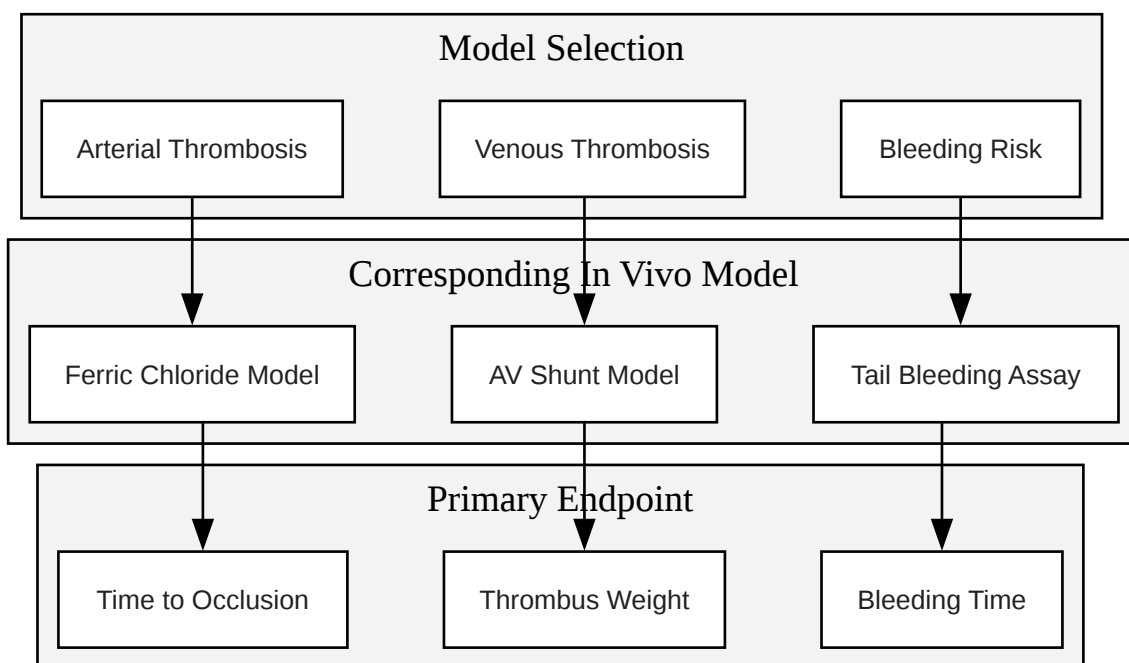 Model Selection
Arterial Thrombosis
Venous Thrombosis
Bleeding Risk
Corresponding In Vivo Model
Ferric Chloride Model
AV Shunt Model
Tail Bleeding Assay
Primary Endpoint
Time to Occlusion
Thrombus Weight
Bleeding Time